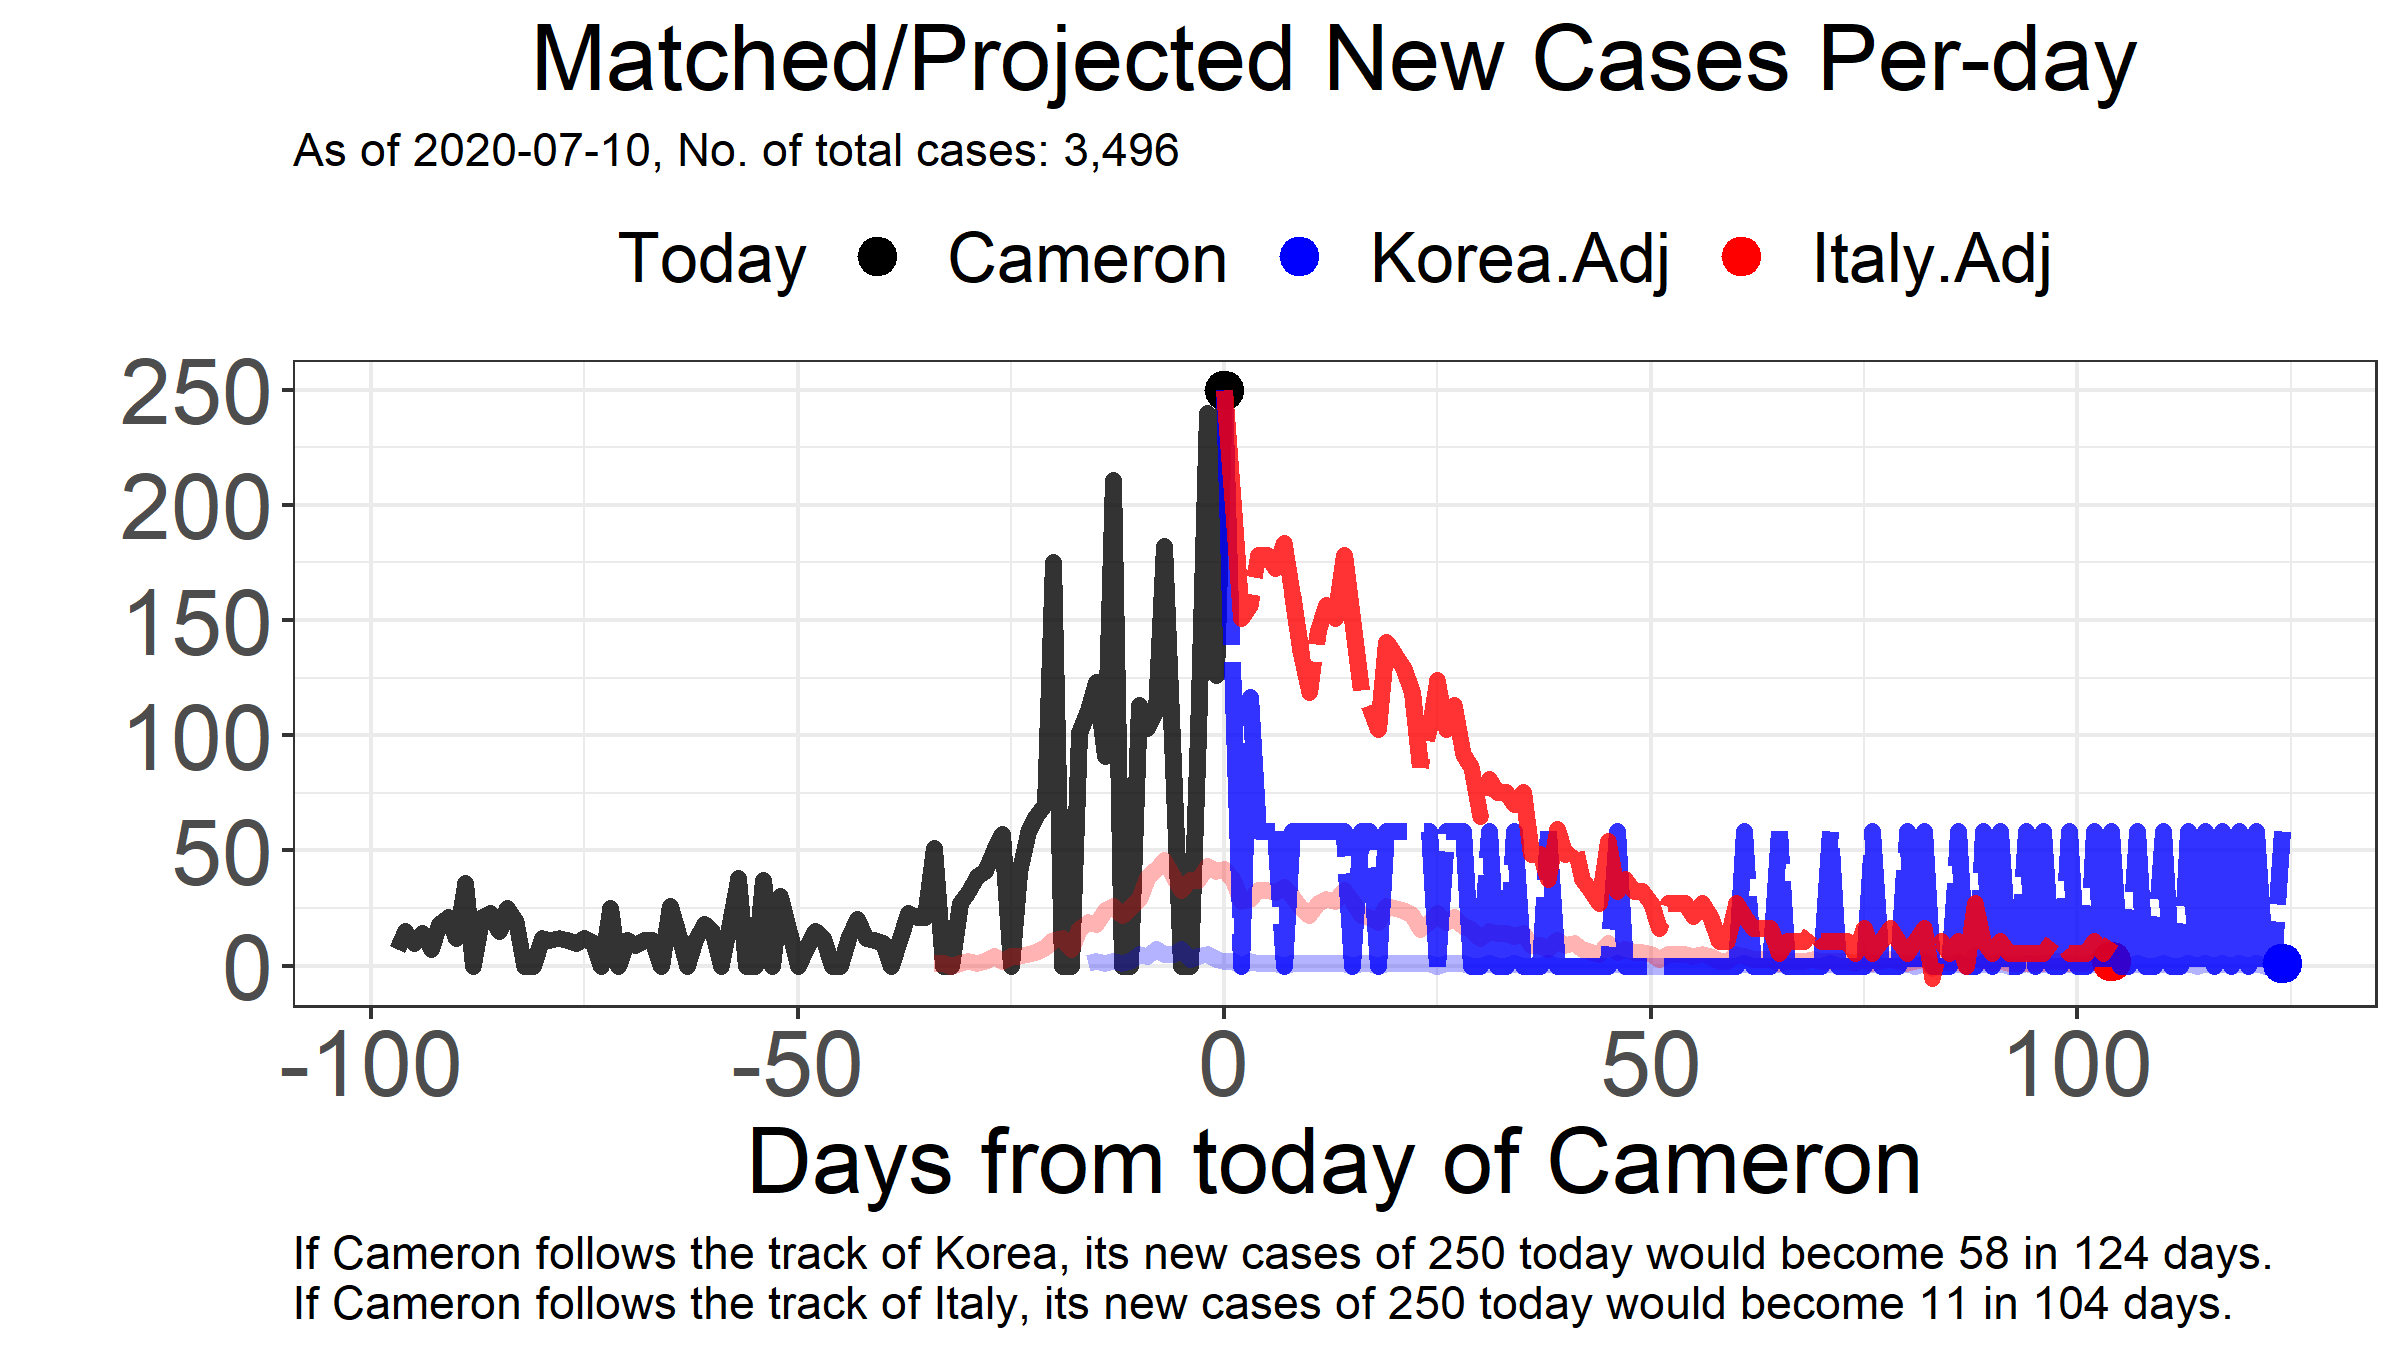 Matched/Projected New Cases Per-day
As of 2020-07-10, No. of total cases: 3,496
Today Cameron Korea.Adj Italy.Adj
250
200
150
100
50
0
-100 -50 0 50 100
Days from today of Cameron
If Cameron follows the track of Korea, its new cases of 250 today would become 58 in 124 days.
If Cameron follows the track of Italy, its new cases of 250 today would become 11 in 104 days.